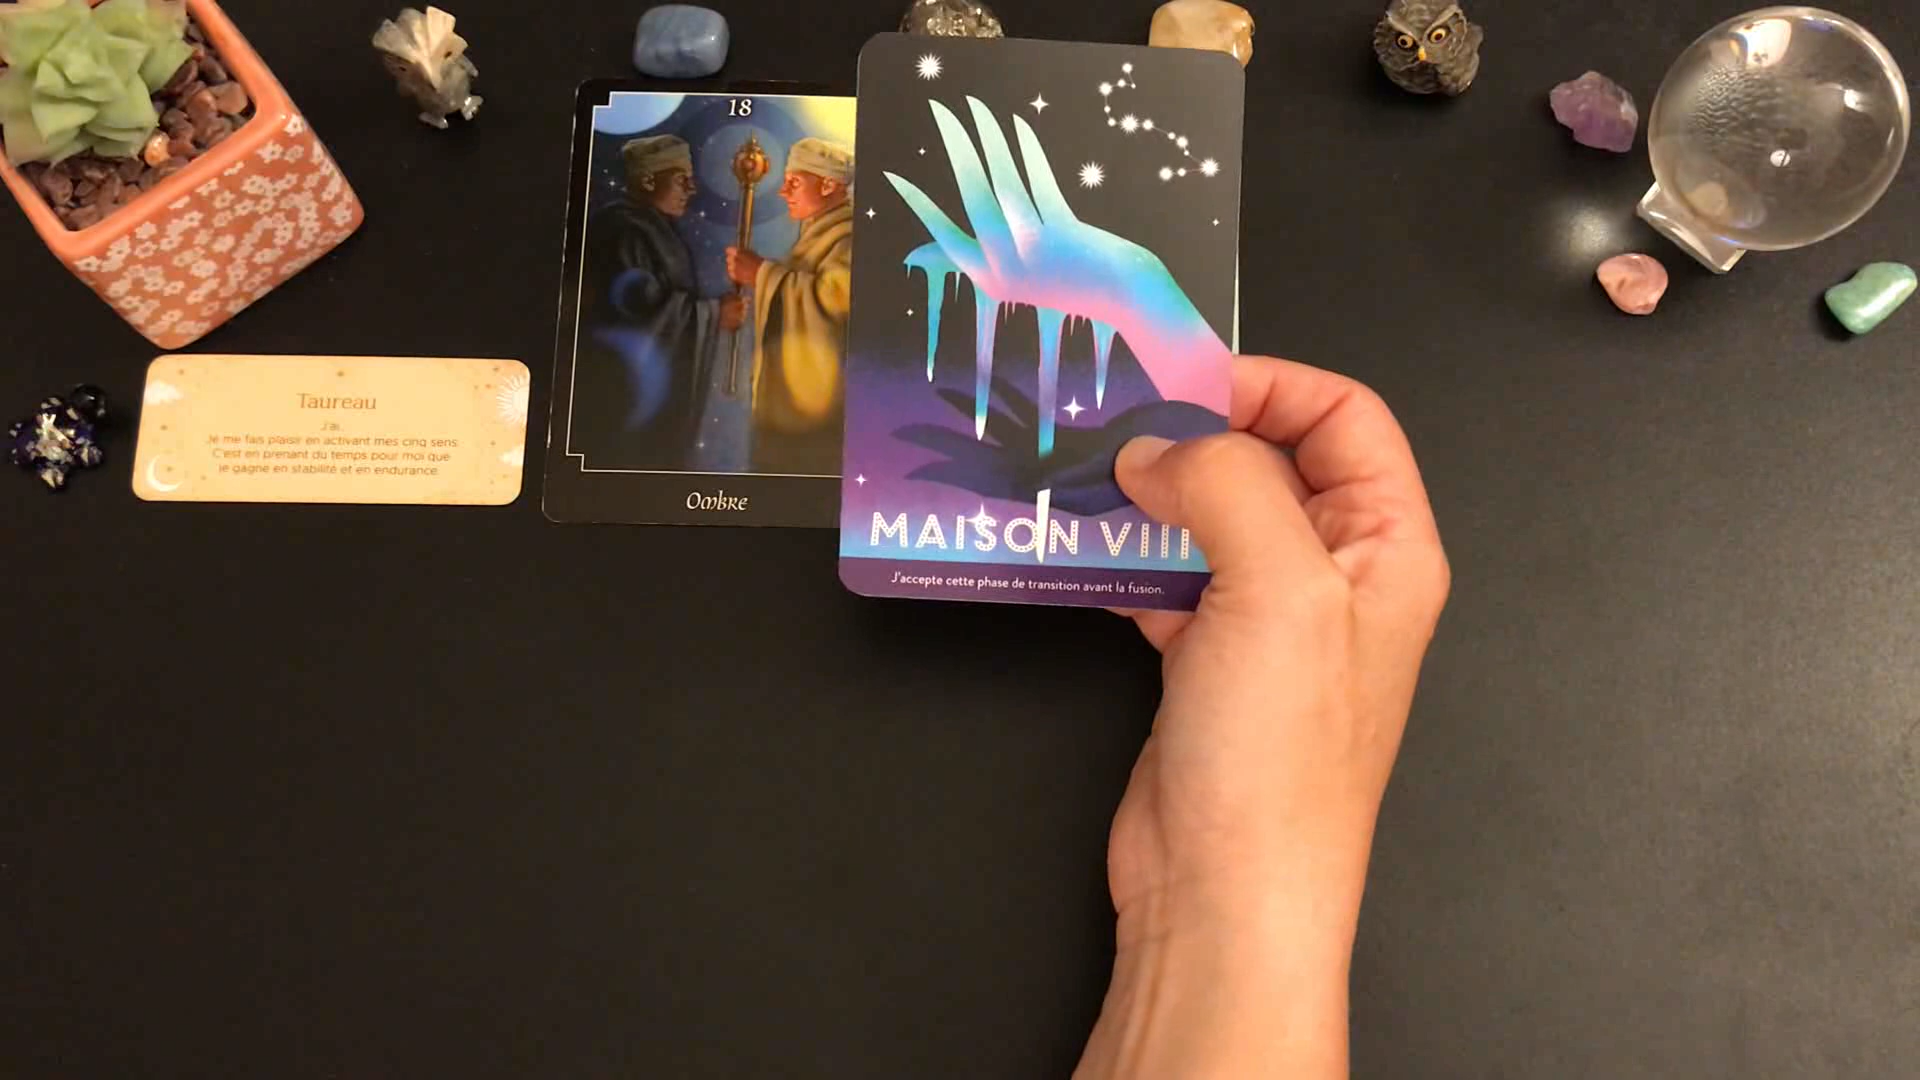 Taureau
J'ai...
Je me fais plaisir en activant mes cinq sens.
C'est en prenant du temps pour moi que
je gagne en stabilité et en endurance.
18
Ombre
MAISON VIII
J'accepte cette phase de transition avant la fusion.